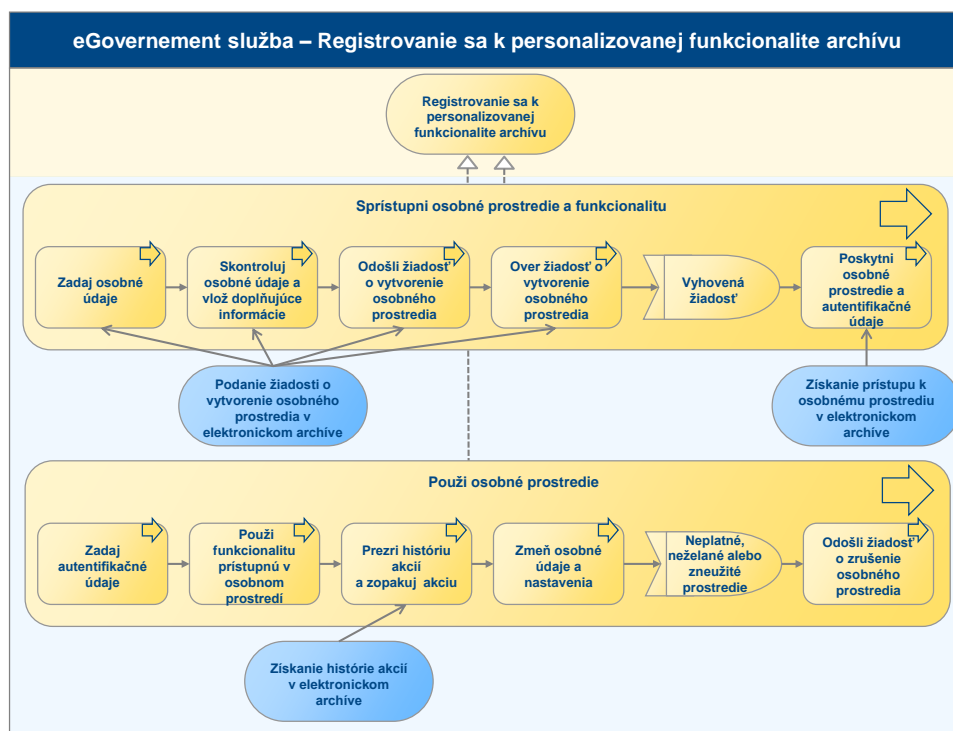 eGovernement služba – Registrovanie sa k personalizovanej funkcionalite archívu
Registrovanie sa k
personalizovanej
funkcionalite archívu
Sprístupni osobné prostredie a funkcionalitu
Zadaj osobné
údaje
Skontroluj
osobné údaje a
vlož doplňujúce
informácie
Odošli žiadosť
o vytvorenie
osobného
prostredia
Over žiadosť o
vytvorenie
osobného
prostredia
Vyhovená
žiadosť
Poskytni
osobné
prostredie a
autentifikačné
údaje
Podanie žiadosti o
vytvorenie osobného
prostredia v
elektronickom archíve
Získanie prístupu k
osobnému prostrediu
v elektronickom
archíve
Použi osobné prostredie
Zadaj
autentifikačné
údaje
Použi
funkcionalitu
prístupnú v
osobnom
prostredí
Prezri históriu
akcií
a zopakuj akciu
Zmeň osobné
údaje a
nastavenia
Neplatné,
neželané alebo
zneužité
prostredie
Odošli žiadosť
o zrušenie
osobného
prostredia
Získanie histórie akcií
v elektronickom
archíve